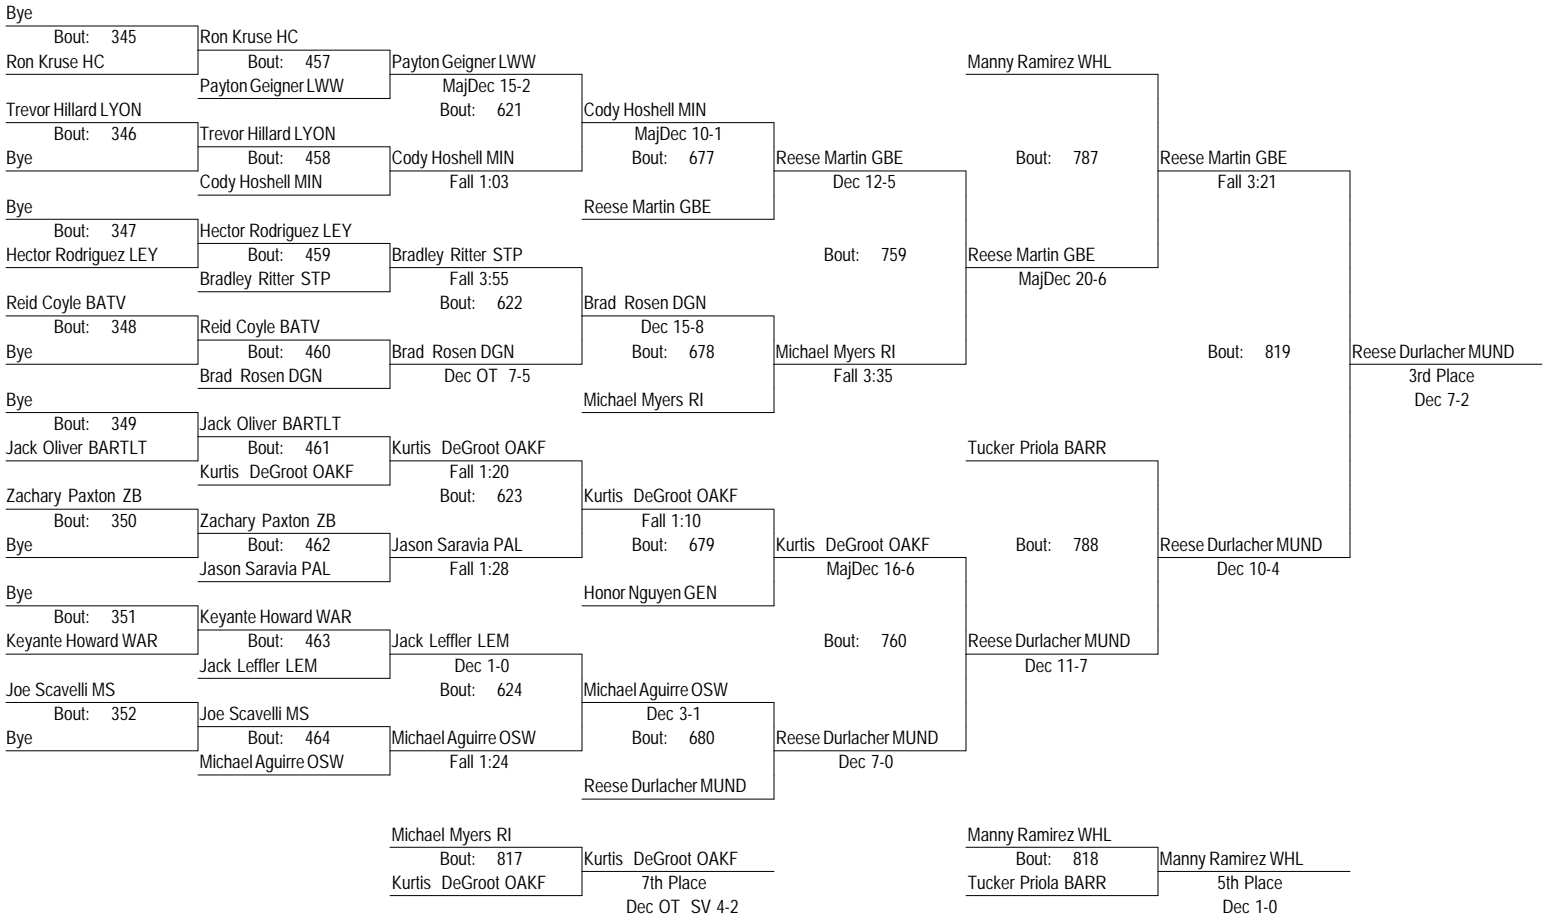 Bye
Bout: 345
Ron Kruse HC
Ron Kruse HC
Bout: 457
Payton Geigner LWW
Payton Geigner LWW
MajDec 15-2
Bout: 621
Trevor Hillard LYON
Bout: 346
Bye
Trevor Hillard LYON
Bout: 458
Cody Hoshell MIN
Cody Hoshell MIN
Fall 1:03
Cody Hoshell MIN
MajDec 10-1
Bout: 677
Reese Martin GBE
Reese Martin GBE
Dec 12-5
Bye
Bout: 347
Hector Rodriguez LEY
Hector Rodriguez LEY
Bout: 459
Bradley Ritter STP
Bradley Ritter STP
Fall 3:55
Bout: 622
Reid Coyle BATV
Bout: 348
Bye
Reid Coyle BATV
Bout: 460
Brad Rosen DGN
Brad Rosen DGN
Dec OT 7-5
Brad Rosen DGN
Dec 15-8
Bout: 678
Michael Myers RI
Michael Myers RI
Fall 3:35
Bout: 759
Manny Ramirez WHL
Bout: 787
Reese Martin GBE
MajDec 20-6
Reese Martin GBE
Fall 3:21
Bye
Bout: 349
Jack Oliver BARTLT
Jack Oliver BARTLT
Bout: 461
Kurtis DeGroot OAKF
Kurtis DeGroot OAKF
Fall 1:20
Bout: 623
Zachary Paxton ZB
Bout: 350
Bye
Zachary Paxton ZB
Bout: 462
Jason Saravia PAL
Jason Saravia PAL
Fall 1:28
Kurtis DeGroot OAKF
Fall 1:10
Bout: 679
Honor Nguyen GEN
Kurtis DeGroot OAKF
MajDec 16-6
Bye
Bout: 351
Keyante Howard WAR
Keyante Howard WAR
Bout: 463
Jack Leffler LEM
Jack Leffler LEM
Dec 1-0
Bout: 624
Joe Scavelli MS
Bout: 352
Bye
Joe Scavelli MS
Bout: 464
Michael Aguirre OSW
Michael Aguirre OSW
Fall 1:24
Michael Aguirre OSW
Dec 3-1
Bout: 680
Reese Durlacher MUND
Reese Durlacher MUND
Dec 7-0
Bout: 760
Tucker Priola BARR
Bout: 788
Reese Durlacher MUND
Dec 11-7
Reese Durlacher MUND
Dec 10-4
Bout: 819
Reese Durlacher MUND
3rd Place
Dec 7-2
Michael Myers RI
Bout: 817
Kurtis DeGroot OAKF
Kurtis DeGroot OAKF
7th Place
Dec OT SV 4-2
Manny Ramirez WHL
Bout: 818
Tucker Priola BARR
Manny Ramirez WHL
5th Place
Dec 1-0